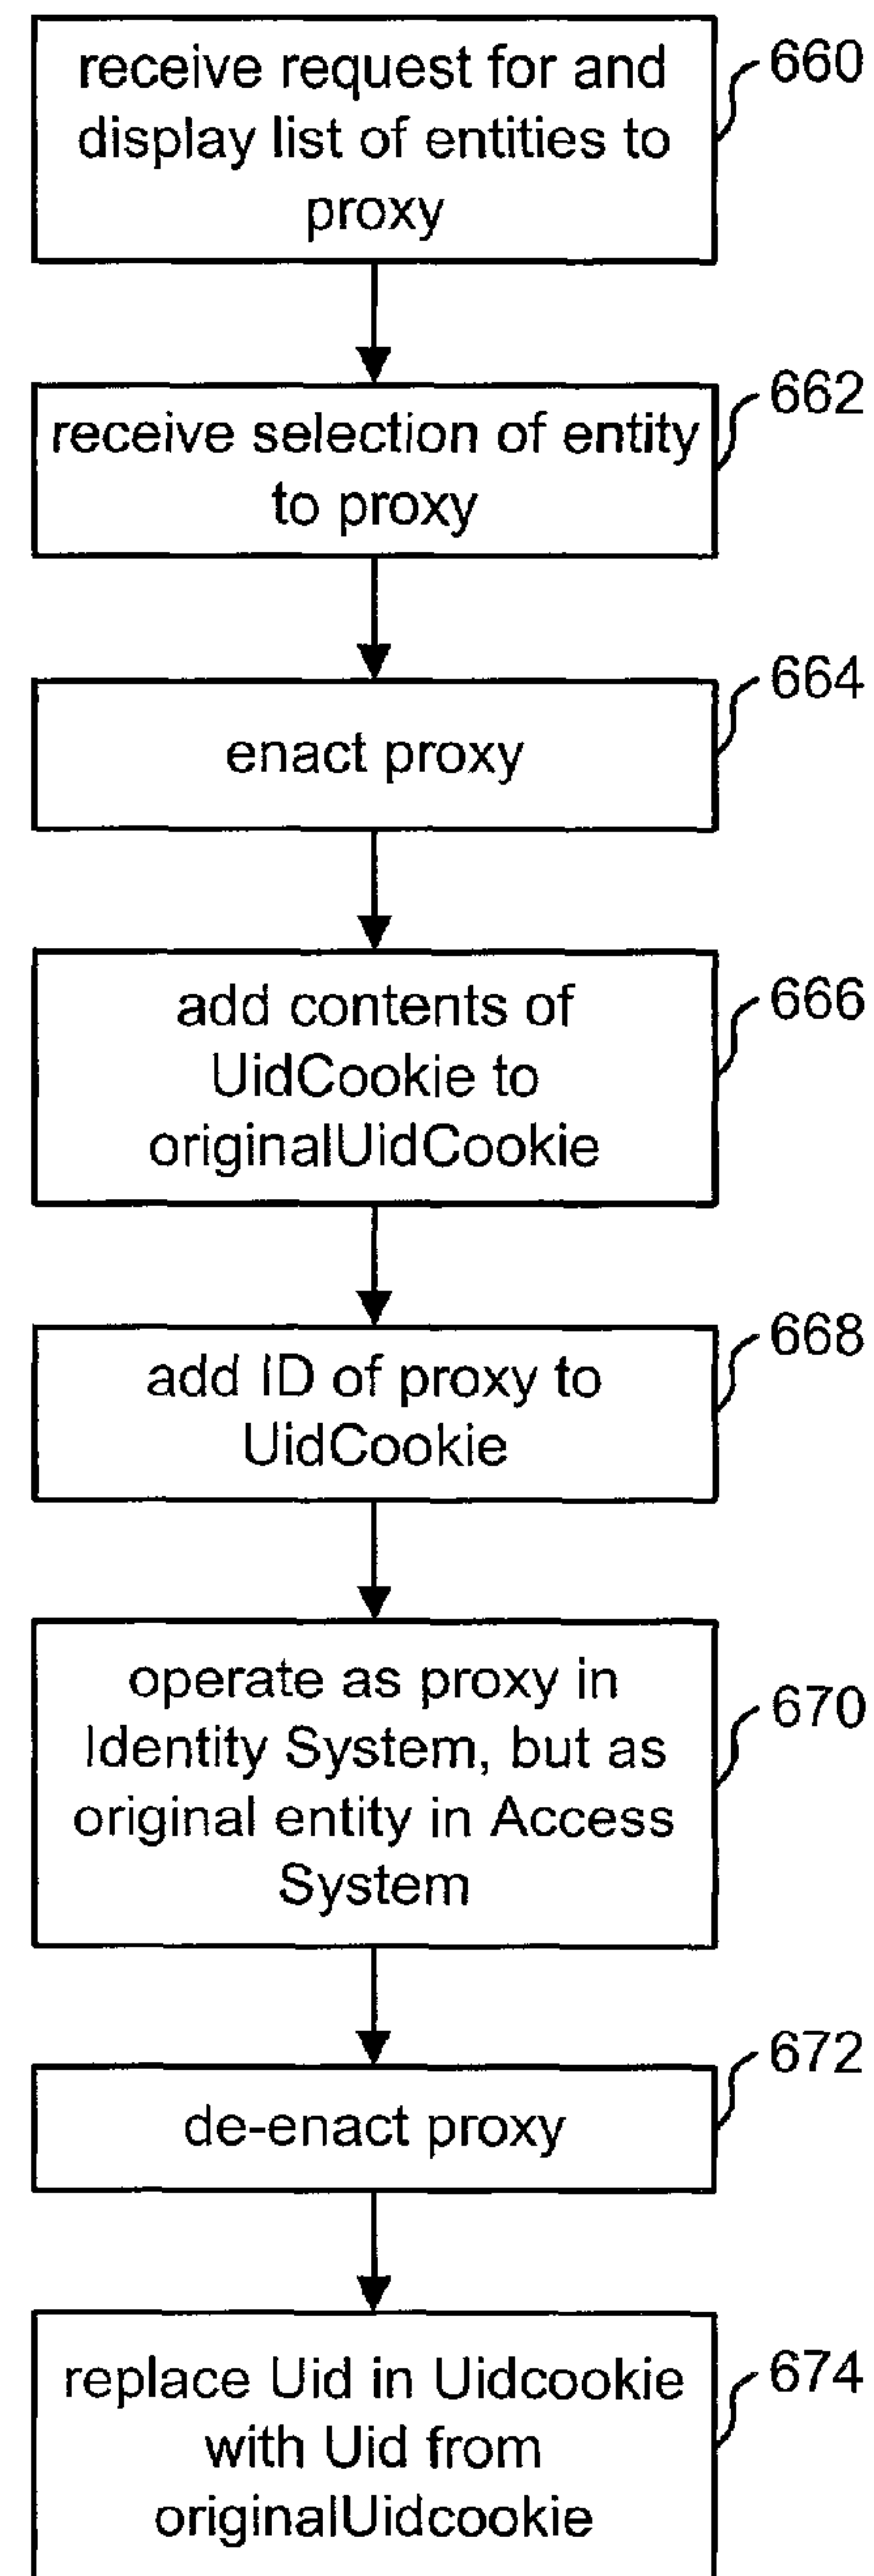 receive request for and
display list of entities to
proxy
660
receive selection of entity
to proxy
662
enact proxy
664
add contents of
UidCookie to
originalUidCookie
666
add ID of proxy to
UidCookie
668
operate as proxy in
Identity System, but as
original entity in Access
System
670
de-enact proxy
672
replace Uid in Uidcookie
with Uid from
originalUidcookie
674